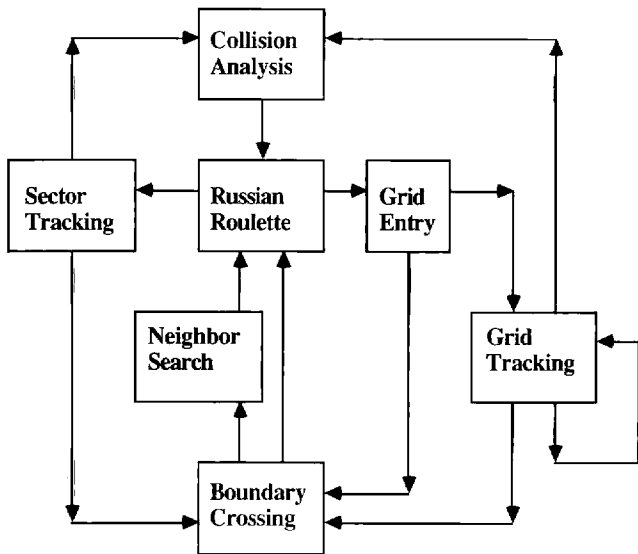 Collision
Analysis
Sector
Tracking
Russian
Roulette
Grid
Entry
Neighbor
Search
Grid
Tracking
Boundary
Crossing